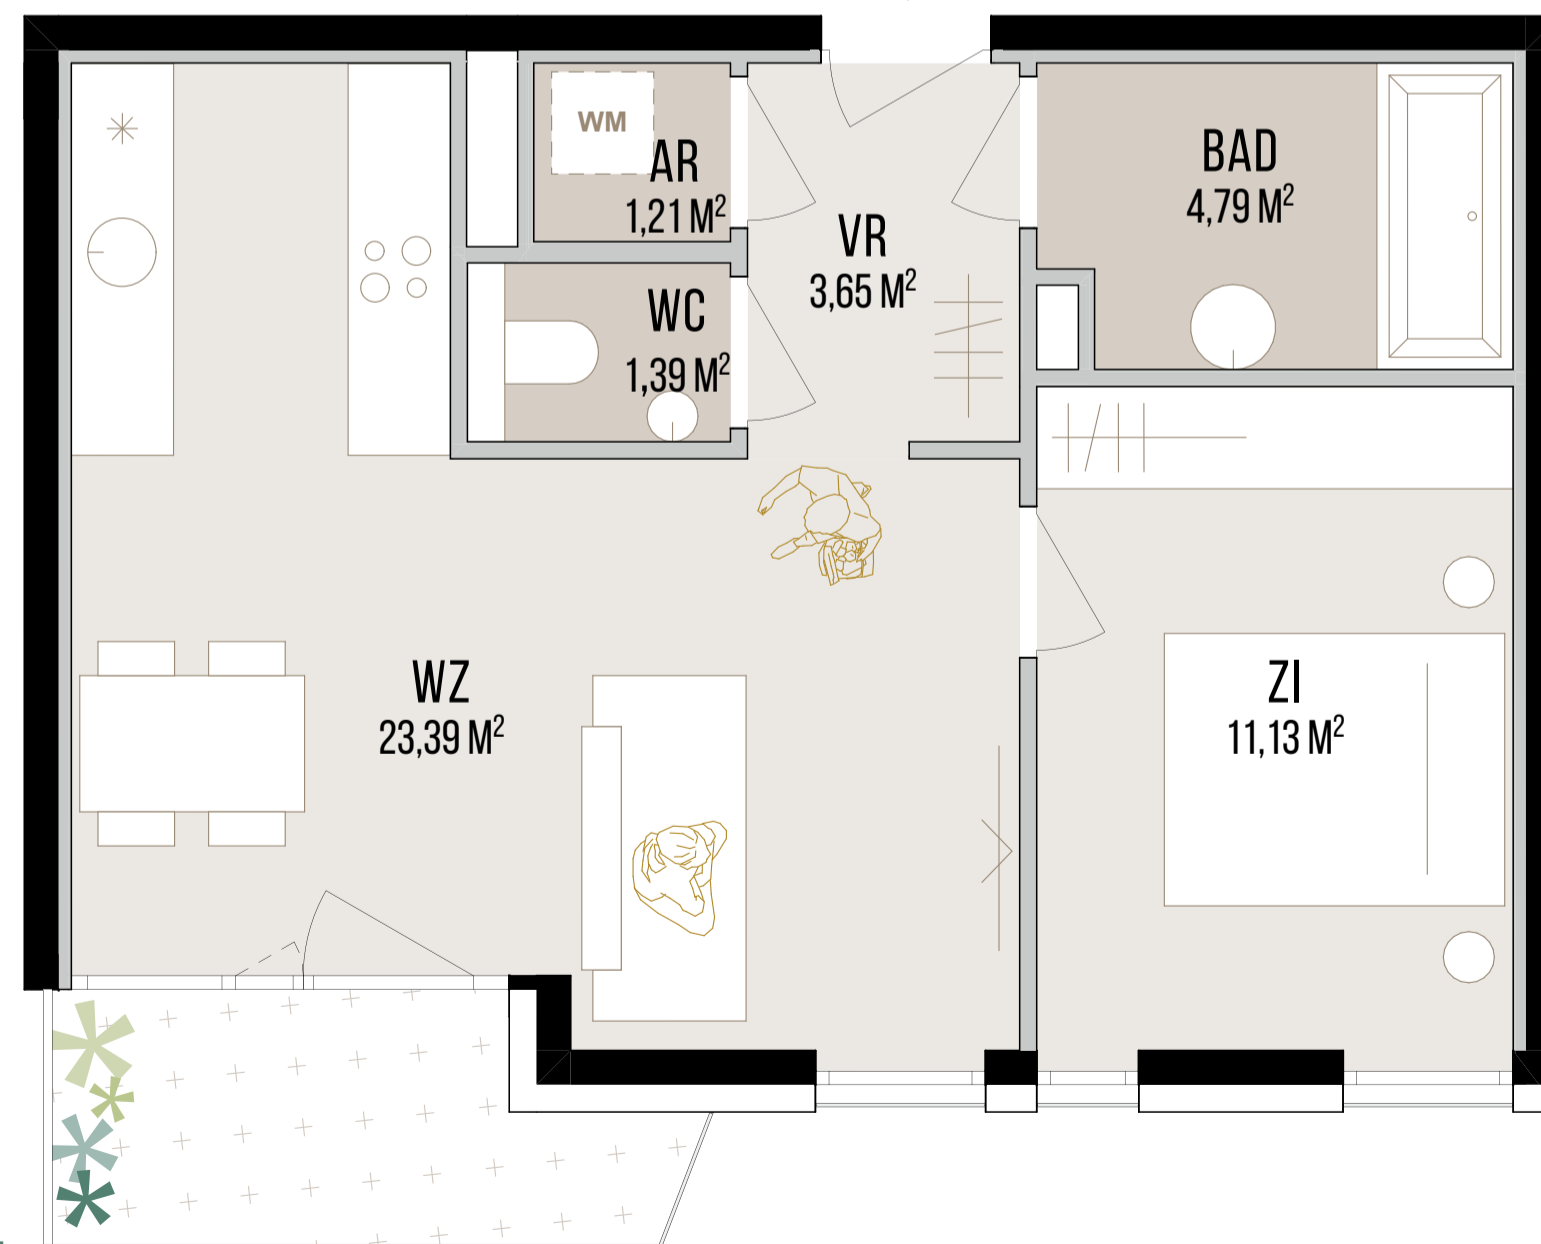 WM
AR
1,21 M²
BAD
4,79 M²
VR
3,65 M²
WC
1,39 M²
WZ
23,39 M²
ZI
11,13 M²